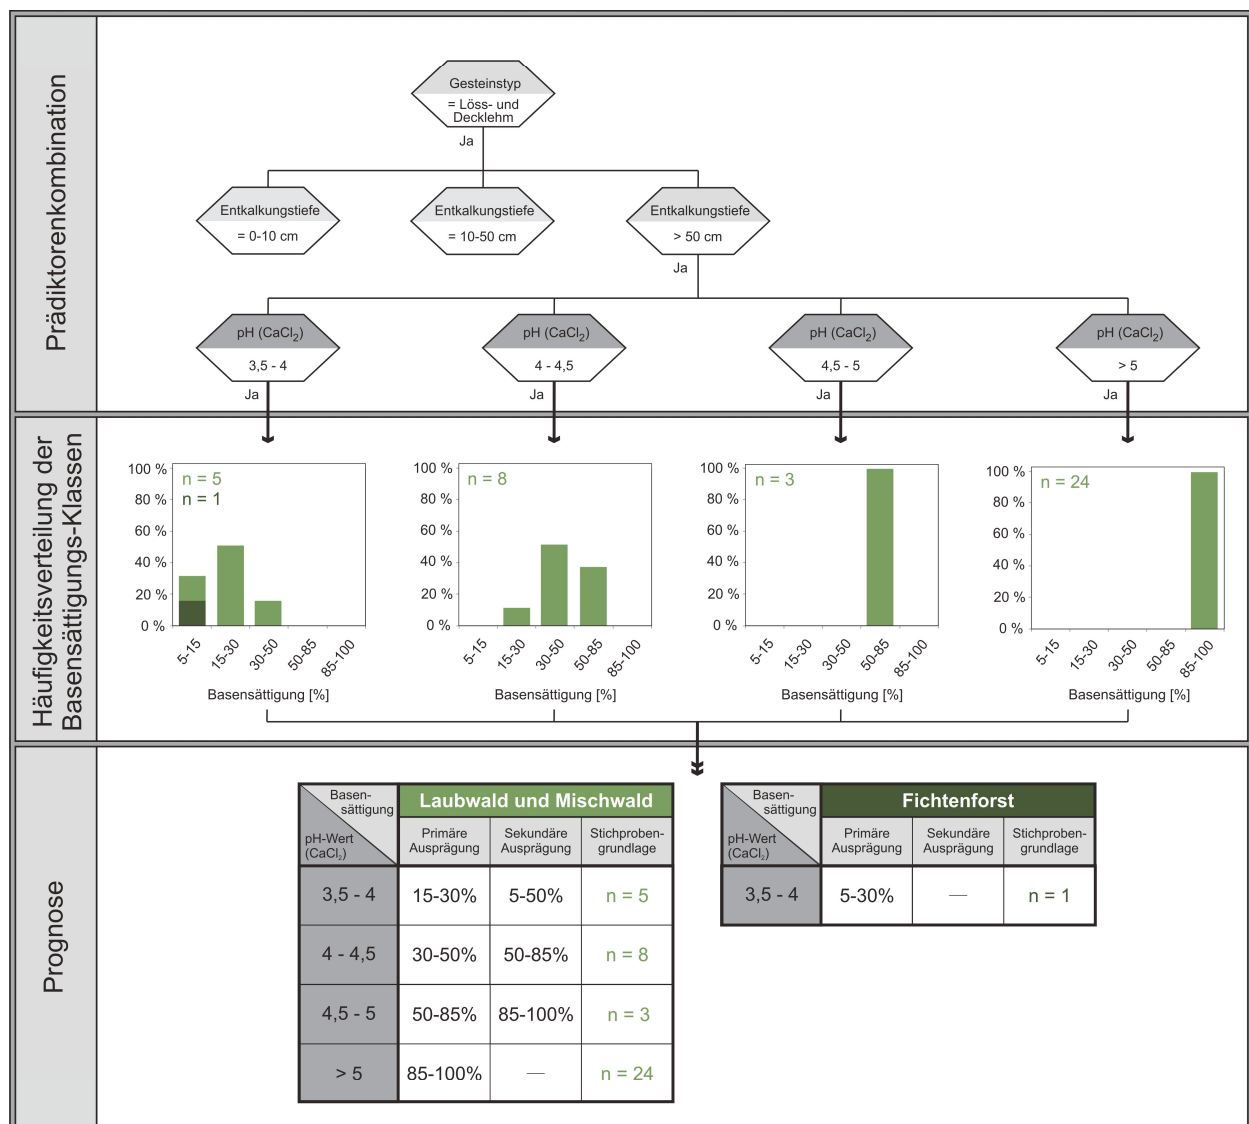 Prädiktorenkombination
Gesteinstyp
= Löss- und
Decklehm
Ja
Entkalkungstiefe
= 0-10 cm
Entkalkungstiefe
= 10-50 cm
Entkalkungstiefe
> 50 cm
Ja
pH (CaCl2)
3,5 - 4
Ja
pH (CaCl2)
4 - 4,5
Ja
pH (CaCl2)
4,5 - 5
Ja
pH (CaCl2)
> 5
Ja
Häufigkeitsverteilung der
Basensättigungs-Klassen
100 %
80 %
60 %
40 %
20 %
0 %
n = 5
n = 1
5-15
15-30
30-50
50-85
85-100
Basensättigung [%]
100 %
80 %
60 %
40 %
20 %
0 %
n = 8
5-15
15-30
30-50
50-85
85-100
Basensättigung [%]
100 %
80 %
60 %
40 %
20 %
0 %
n = 3
5-15
15-30
30-50
50-85
85-100
Basensättigung [%]
100 %
80 %
60 %
40 %
20 %
0 %
n = 24
5-15
15-30
30-50
50-85
85-100
Basensättigung [%]
Prognose
Basen-
sättigung
pH-Wert
(CaCl2)
Laubwald und Mischwald
Primäre
Ausprägung
Sekundäre
Ausprägung
Stichproben-
grundlage
3,5 - 4 15-30% 5-50% n = 5
4 - 4,5 30-50% 50-85% n = 8
4,5 - 5 50-85% 85-100% n = 3
> 5 85-100% — n = 24
Basen-
sättigung
pH-Wert
(CaCl2)
Fichtenforst
Primäre
Ausprägung
Sekundäre
Ausprägung
Stichproben-
grundlage
3,5 - 4 5-30% — n = 1